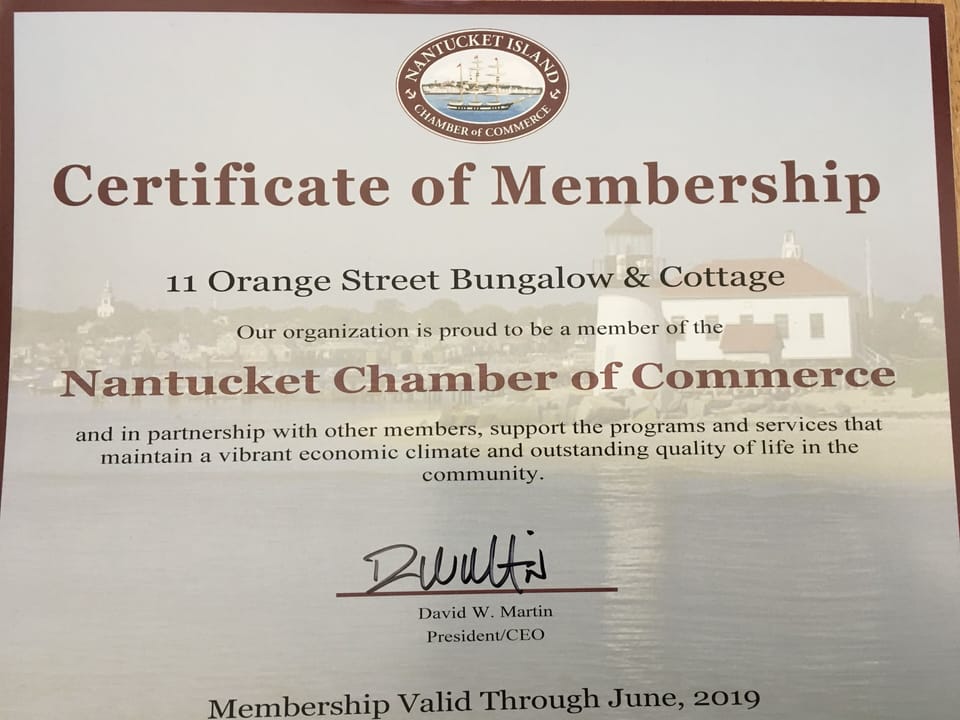 NANTUCKET ISLAND
CHAMBER of COMMERCE
Certificate of Membership
11 Orange Street Bungalow & Cottage
Our organization is proud to be a member of the
Nantucket Chamber of Commerce
and in partnership with other members, support the programs and services that
maintain a vibrant economic climate and outstanding quality of life in the
community.
David W. Martin
President/CEO
Membership Valid Through June, 2019